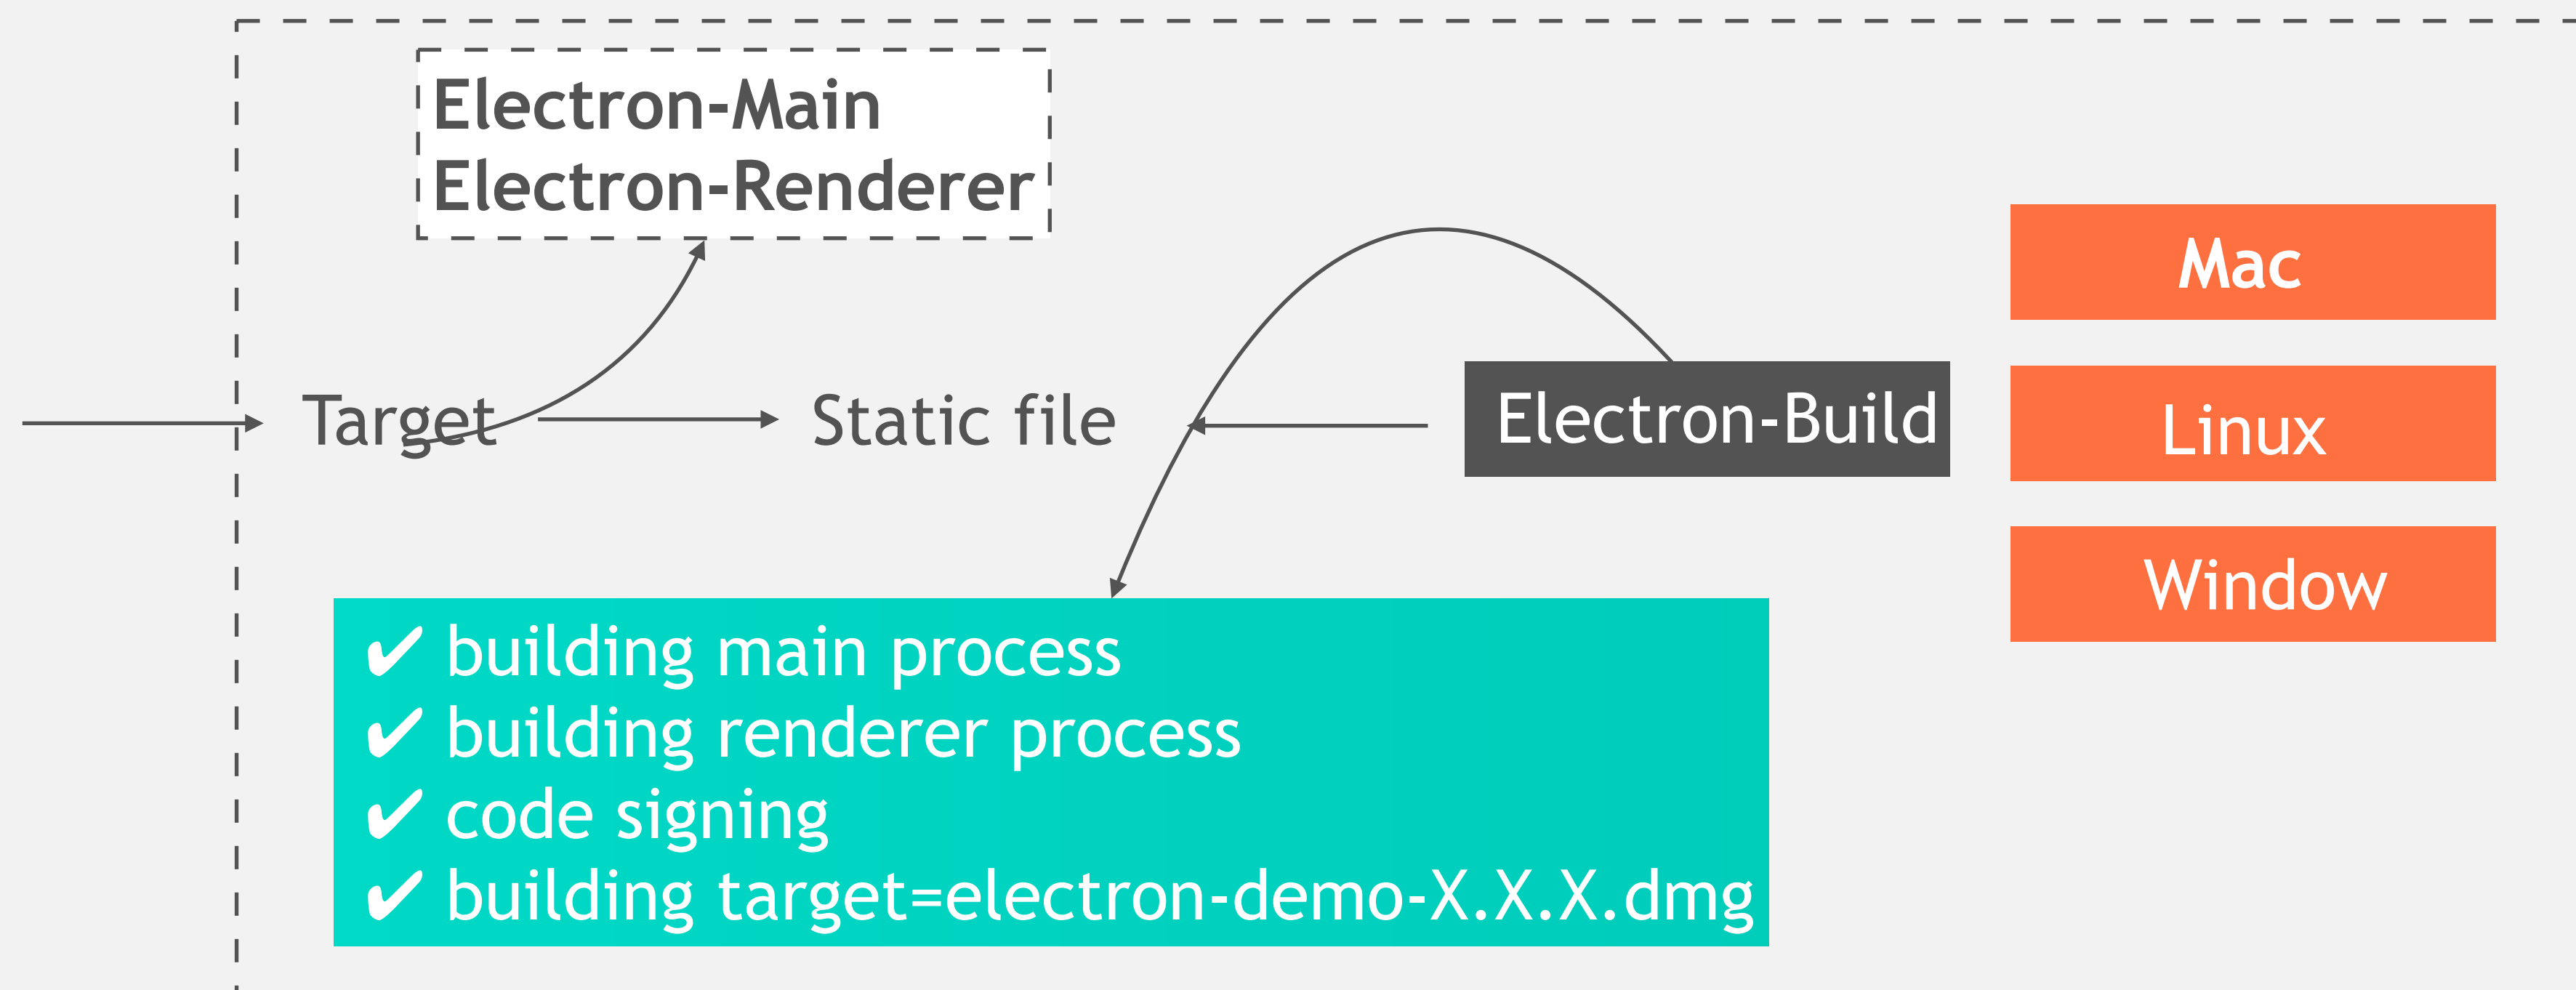 Electron-Main
Electron-Renderer
Mac
Target
Static file
Electron-Build
Linux
Window
✔ building main process
✔ building renderer process
✔ code signing
✔ building target=electron-demo-X.X.X.dmg